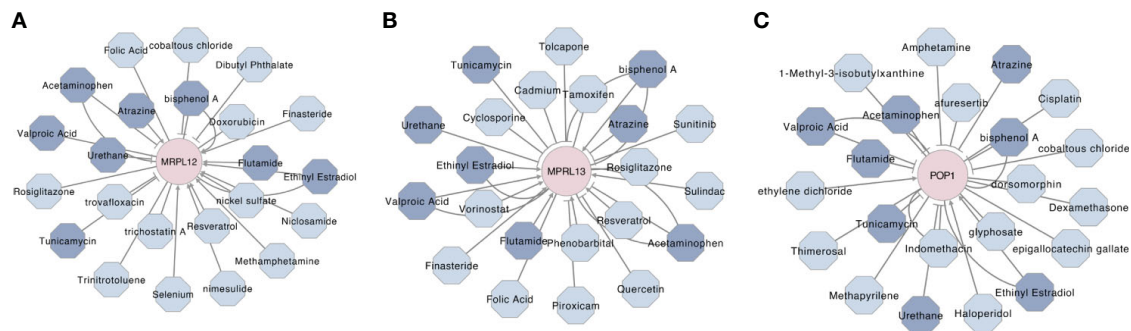 A
Folic Acid
cobaltous chloride
Dibutyl Phthalate
Acetaminophen
bisphenol A
Atrazine
Doxorubicin
Finasteride
Valproic Acid
Urethane
MRPL12
Flutamide
Ethinyl Estradiol
Rosiglitazone
trovafloxacin
nickel sulfate
Niclosamide
Tunicamycin
trichostatin A
Resveratrol
Methamphetamine
Trinitrotoluene
Selenium
nimesulide
B
Tolcapone
Tunicamycin
bisphenol A
Cadmium
Tamoxifen
Urethane
Cyclosporine
Atrazine
Sunitinib
Ethinyl Estradiol
MPRL13
Rosiglitazone
Valproic Acid
Vorinostat
Sulindac
Resveratrol
Flutamide
Phenobarbital
Acetaminophen
Finasteride
Folic Acid
Piroxicam
Quercetin
C
Amphetamine
1-Methyl-3-isobutylxanthine
Atrazine
afuresertib
Cisplatin
Valproic Acid
Acetaminophen
bisphenol A
cobaltous chloride
Flutamide
POP1
ethylene dichloride
dorsomorphin
Dexamethasone
Tunicamycin
glyphosate
Thimerosal
Indomethacin
epigallocatechin gallate
Methapyrilene
Ethinyl Estradiol
Urethane
Haloperidol